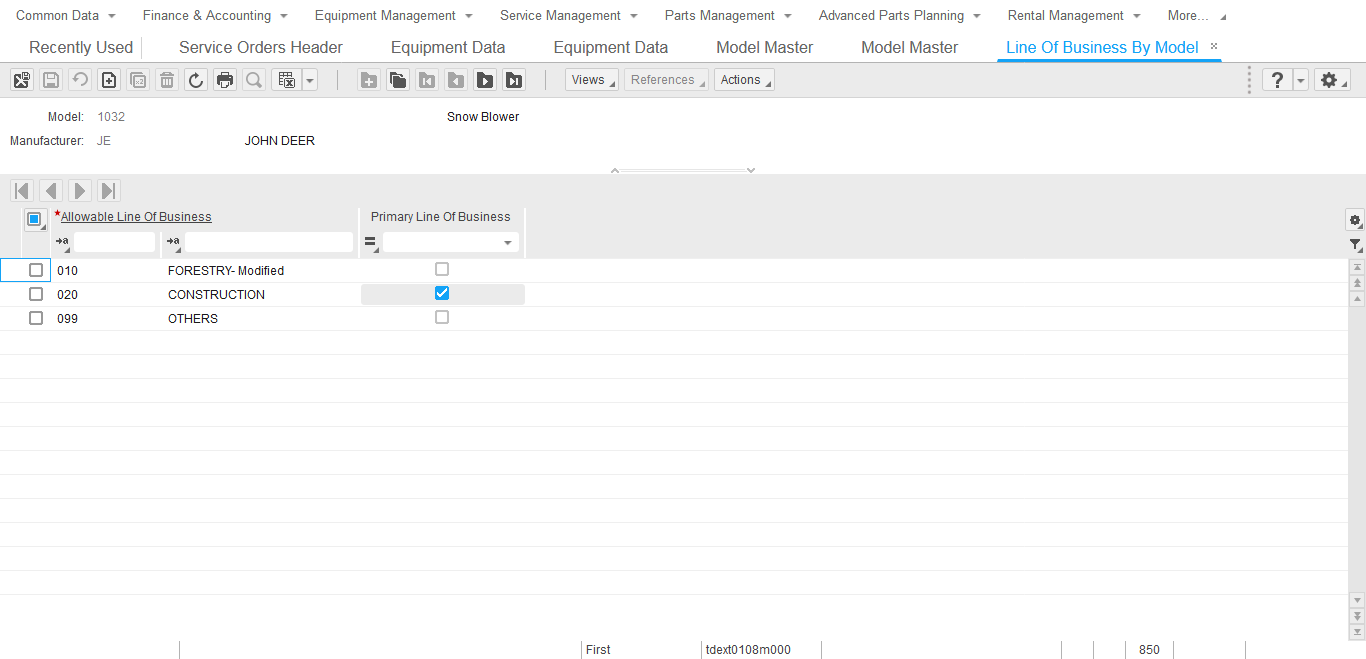 Common Data Finance & Accounting Equipment Management Service Management Parts Management Advanced Parts Planning Rental Management More...
Recently Used Service Orders Header Equipment Data Equipment Data Model Master Model Master Line Of Business By Model ×
Views References Actions ?
Model: 1032 Snow Blower
Manufacturer: JE JOHN DEER
*Allowable Line Of Business Primary Line Of Business
→a →a =
010 FORESTRY- Modified
020 CONSTRUCTION
099 OTHERS
First tdext0108m000 850